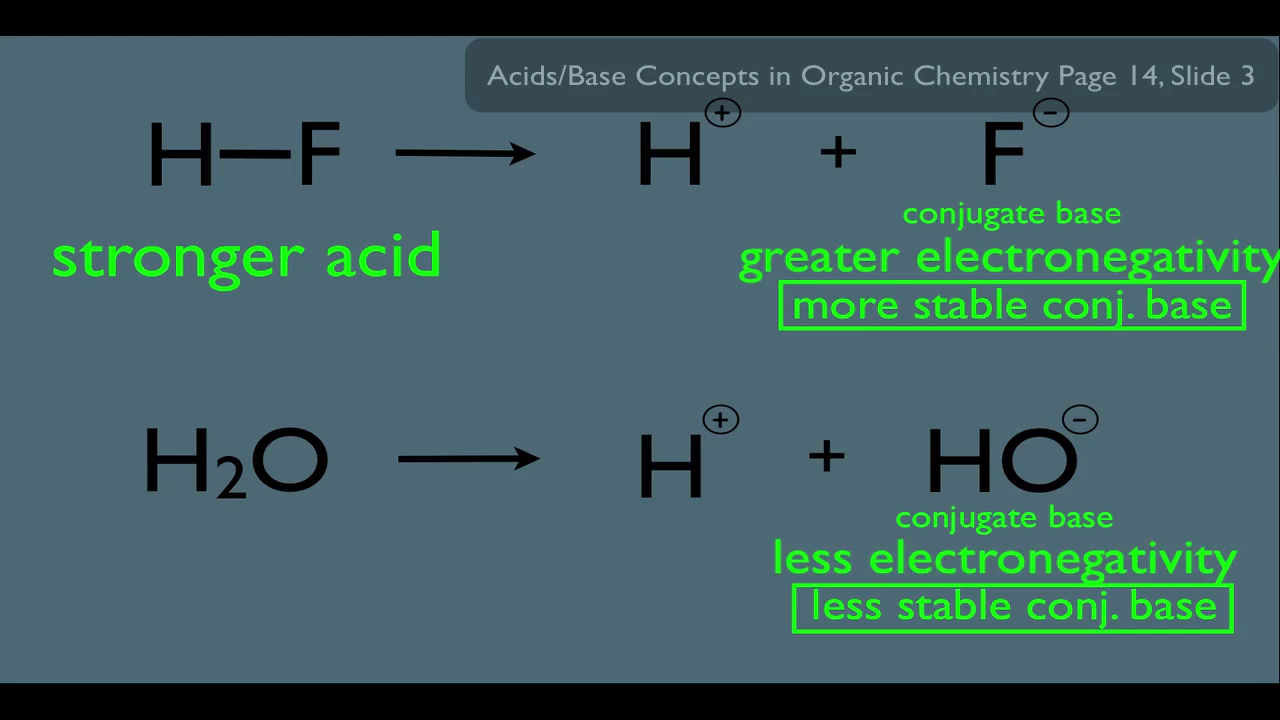 Acids/Base Concepts in Organic Chemistry Page 14, Slide 3
H—F → H⊕ + F⊖
conjugate base
stronger acid greater electronegativity
more stable conj. base
H₂O → H⊕ + HO⊖
conjugate base
less electronegativity
less stable conj. base